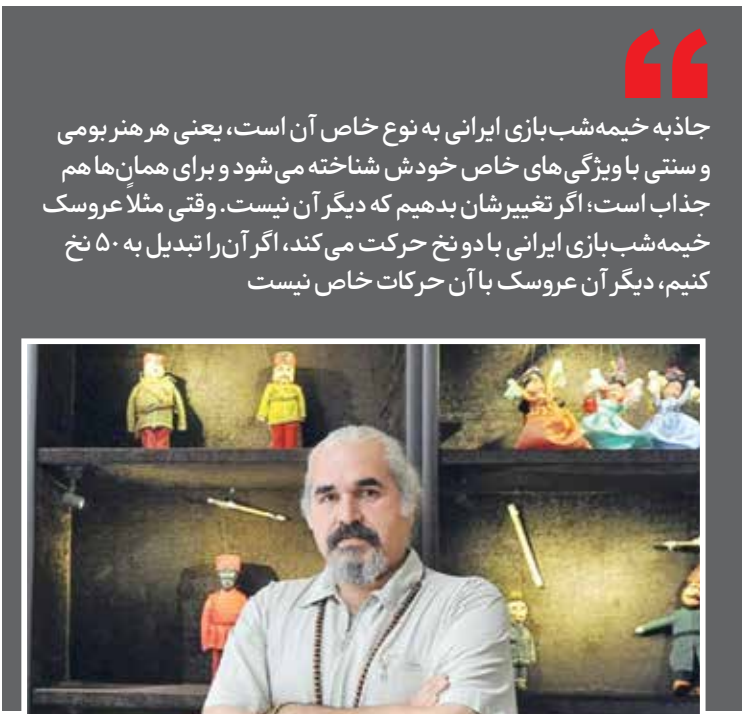 جاذبه خیمه‌شب‌بازی ایرانی به نوع خاص آن است، یعنی هر هنر بومی
و سنتی با ویژگی‌های خاص خودش شناخته می‌شود و برای همان‌ها هم
جذاب است؛ اگر تغییرشان بدهیم که دیگر آن نیست. وقتی مثلاً عروسک
خیمه‌شب‌بازی ایرانی با دو نخ حرکت می‌کند، اگر آن را تبدیل به ۵۰ نخ
کنیم، دیگر آن عروسک با آن حرکات خاص نیست